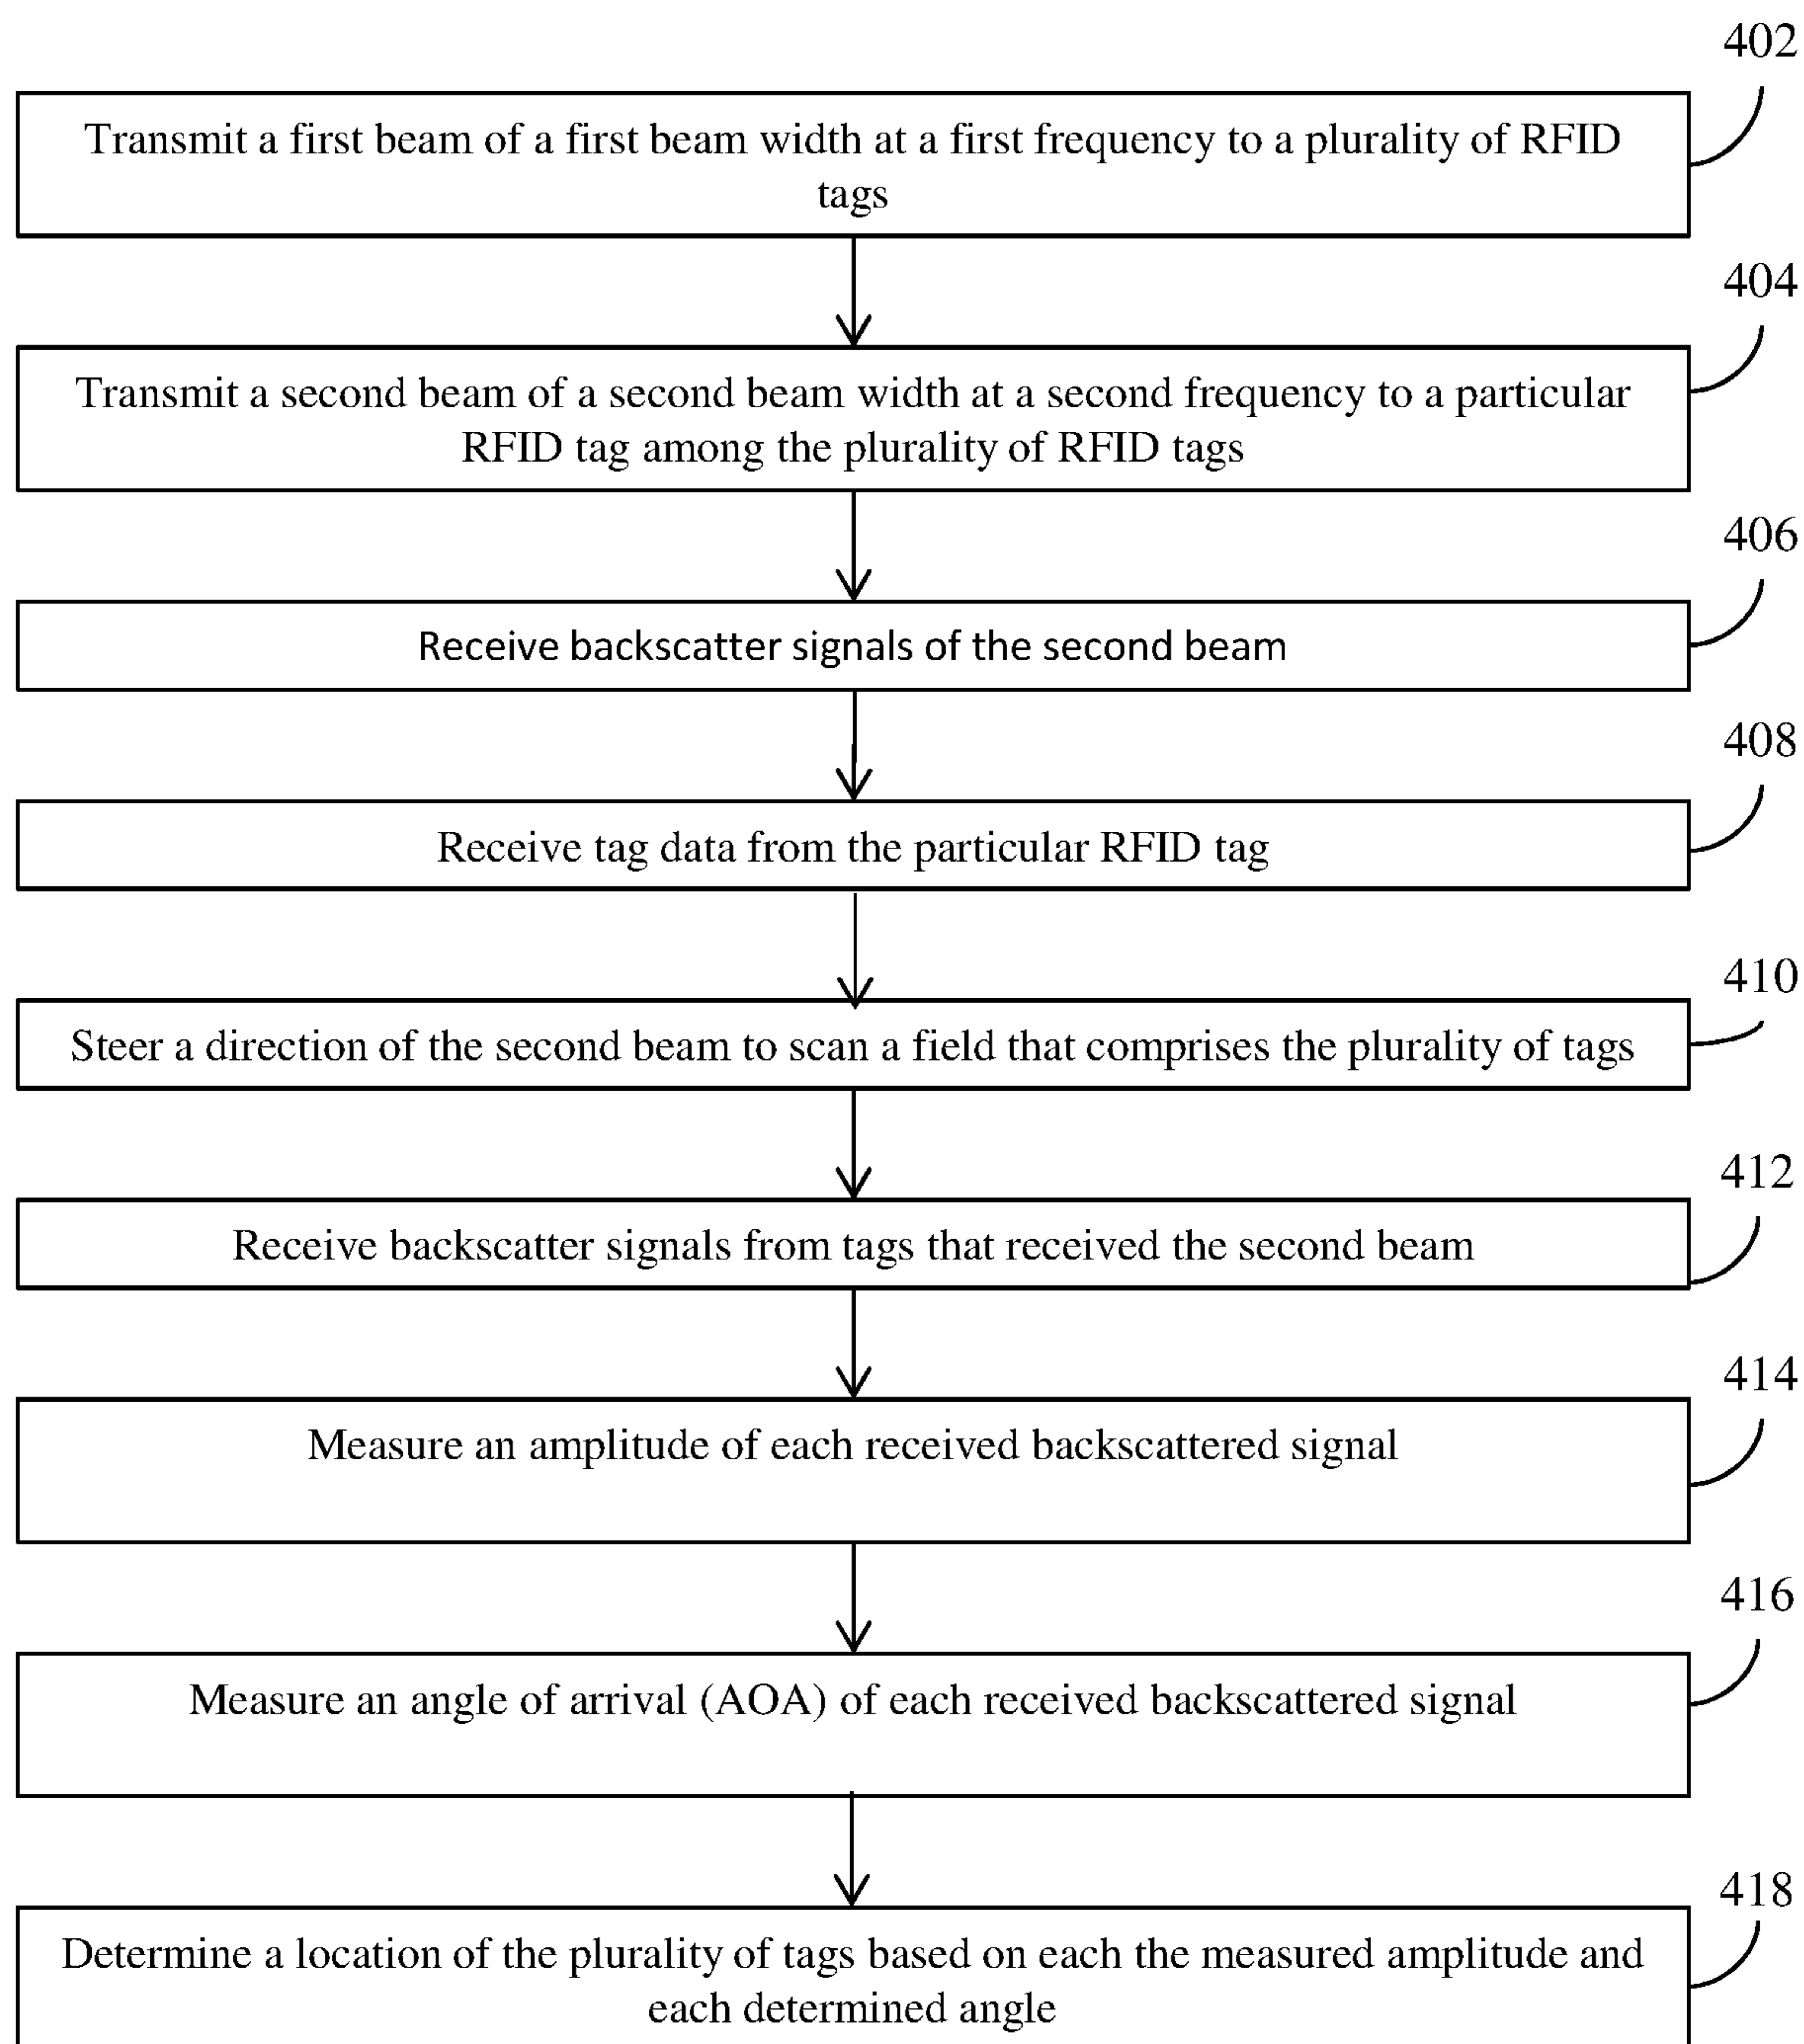 402
Transmit a first beam of a first beam width at a first frequency to a plurality of RFID
tags
404
Transmit a second beam of a second beam width at a second frequency to a particular
RFID tag among the plurality of RFID tags
406
Receive backscatter signals of the second beam
408
Receive tag data from the particular RFID tag
410
Steer a direction of the second beam to scan a field that comprises the plurality of tags
412
Receive backscatter signals from tags that received the second beam
414
Measure an amplitude of each received backscattered signal
416
Measure an angle of arrival (AOA) of each received backscattered signal
418
Determine a location of the plurality of tags based on each the measured amplitude and
each determined angle